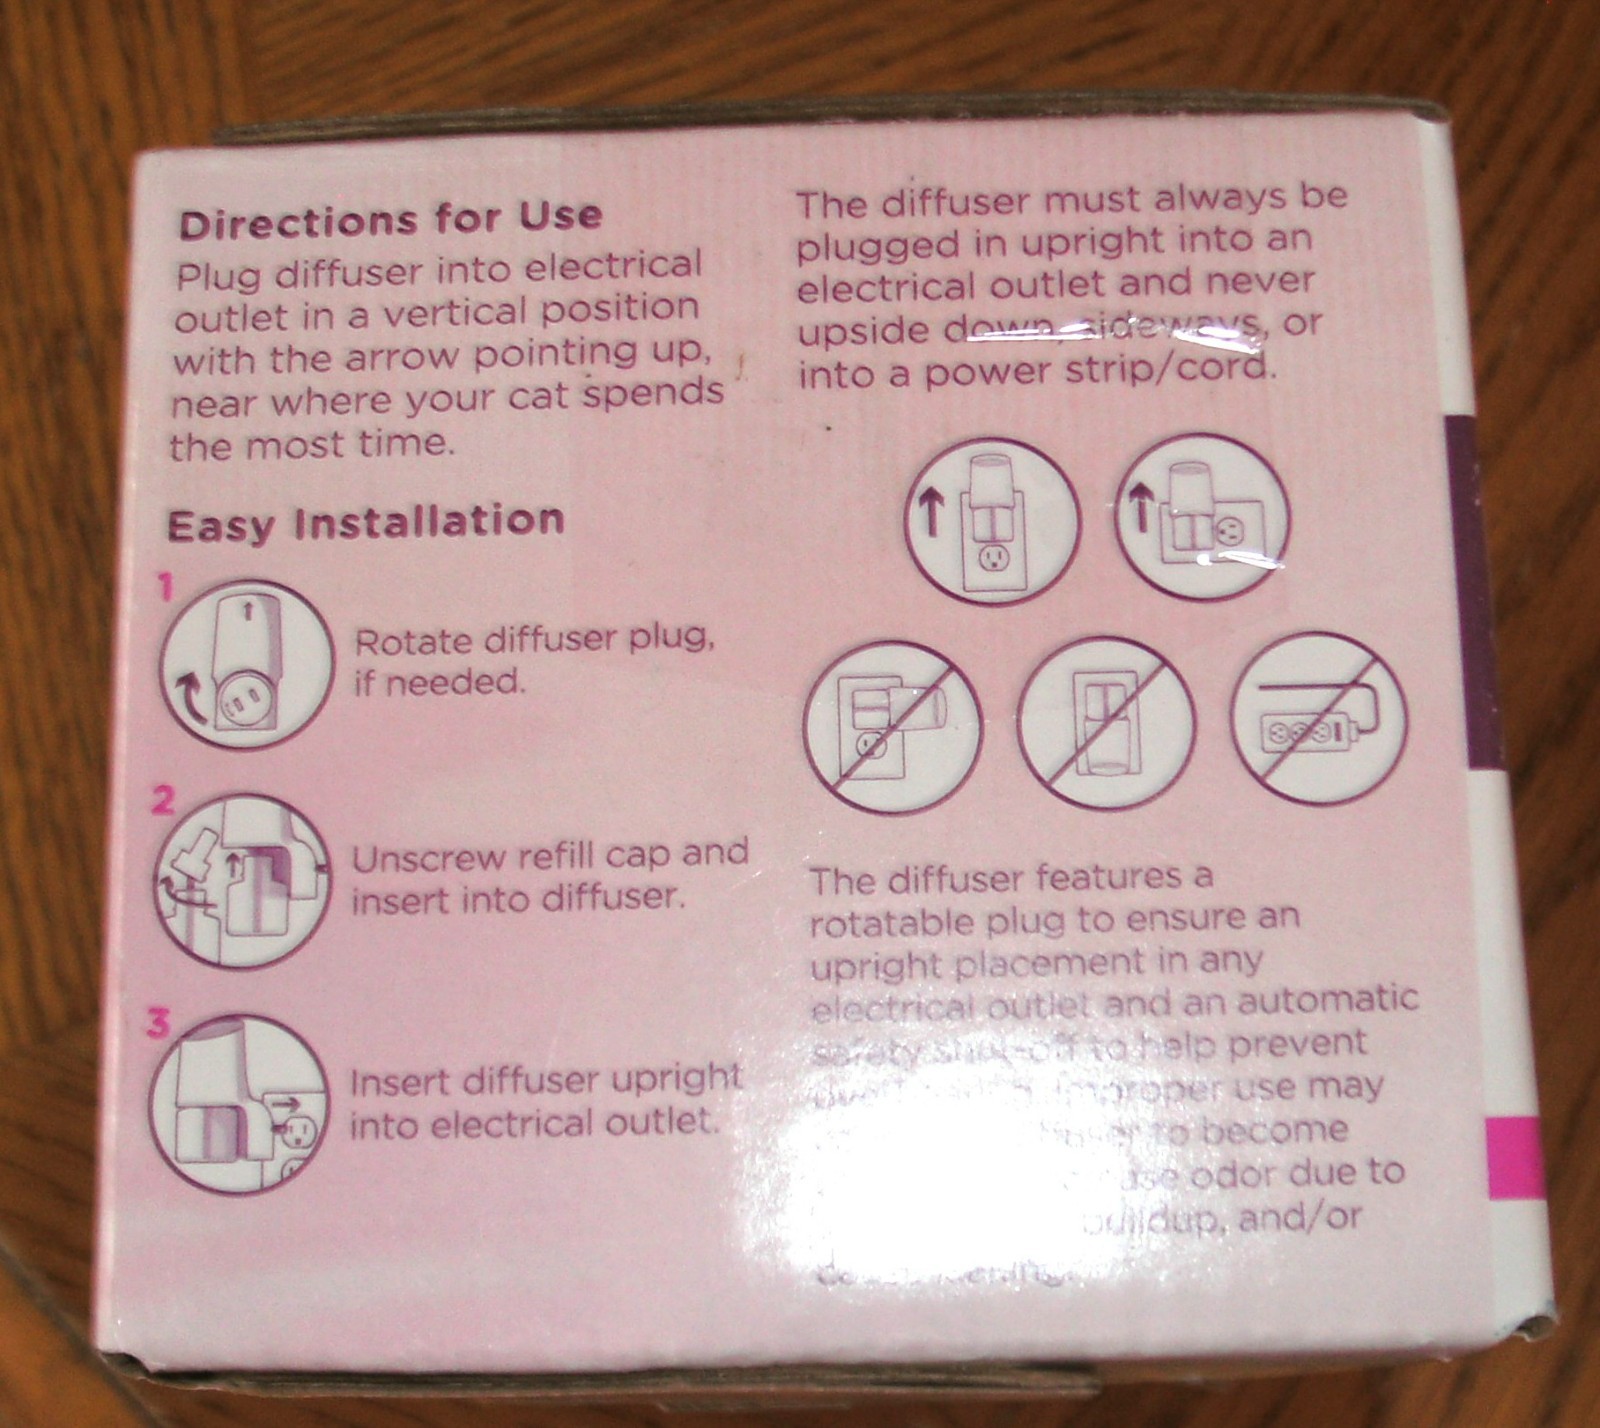 Directions for Use
Plug diffuser into electrical
outlet in a vertical position
with the arrow pointing up,
near where your cat spends
the most time.
Easy Installation
1
Rotate diffuser plug,
if needed.
2
Unscrew refill cap and
insert into diffuser.
3
Insert diffuser upright
into electrical outlet.
The diffuser must always be
plugged in upright into an
electrical outlet and never
upside down, sideways, or
into a power strip/cord.
The diffuser features a
rotatable plug to ensure an
upright placement in any
electrical outlet and an automatic
safety shut-off to help prevent
improper use may
to become
odor due to
buildup, and/or